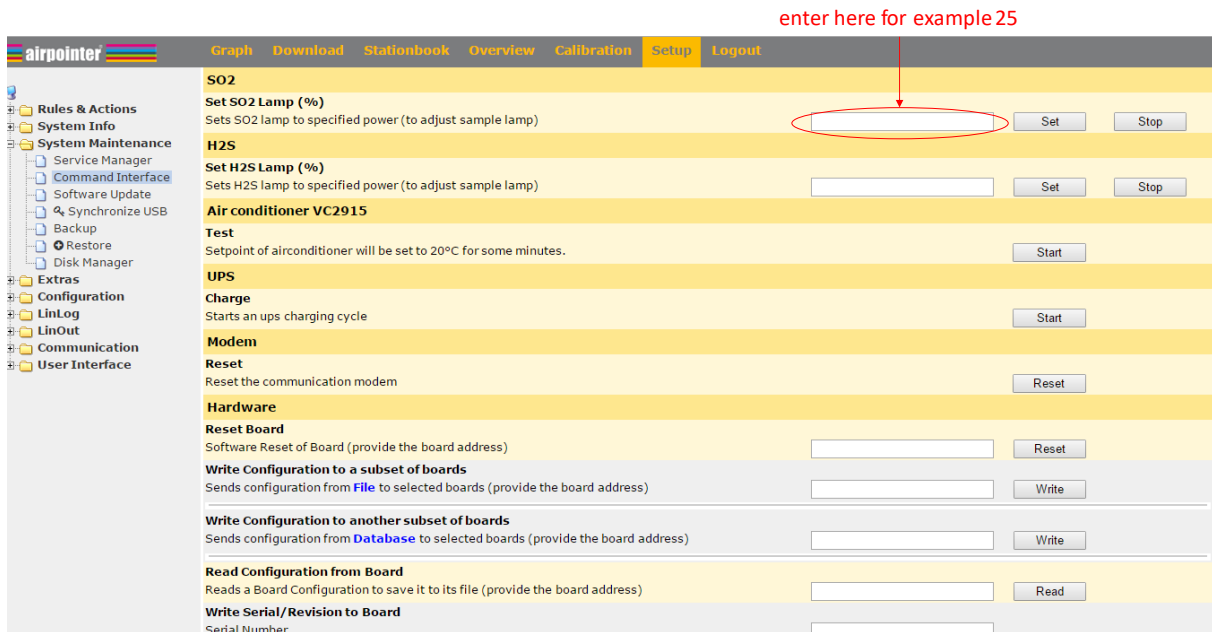 enter here for example 25
airpointer
Graph Download Stationbook Overview Calibration Setup Logout
Rules & Actions
System Info
System Maintenance
Service Manager
Command Interface
Software Update
Synchronize USB
Backup
Restore
Disk Manager
Extras
Configuration
LinLog
LinOut
Communication
User Interface
SO2
Set SO2 Lamp (%)
Sets SO2 lamp to specified power (to adjust sample lamp) Set Stop
H2S
Set H2S Lamp (%)
Sets H2S lamp to specified power (to adjust sample lamp) Set Stop
Air conditioner VC2915
Test
Setpoint of airconditioner will be set to 20°C for some minutes. Start
UPS
Charge
Starts an ups charging cycle Start
Modem
Reset
Reset the communication modem Reset
Hardware
Reset Board
Software Reset of Board (provide the board address) Reset
Write Configuration to a subset of boards
Sends configuration from File to selected boards (provide the board address) Write
Write Configuration to another subset of boards
Sends configuration from Database to selected boards (provide the board address) Write
Read Configuration from Board
Reads a Board Configuration to save it to its file (provide the board address) Read
Write Serial/Revision to Board
Serial Number